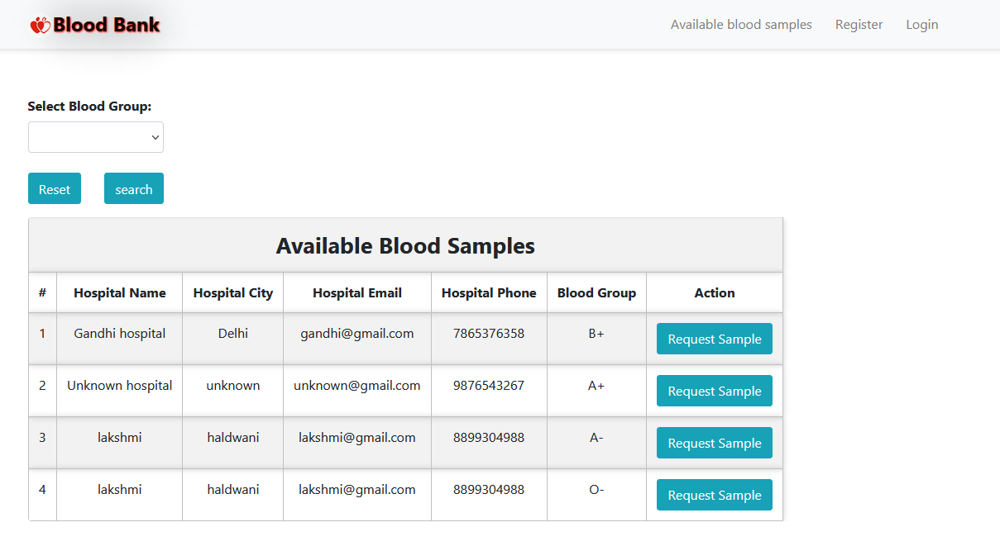 Blood Bank Available blood samples Register Login
Select Blood Group:
Reset search
Available Blood Samples
# Hospital Name Hospital City Hospital Email Hospital Phone Blood Group Action
1 Gandhi hospital Delhi gandhi@gmail.com 7865376358 B+ Request Sample
2 Unknown hospital unknown unknown@gmail.com 9876543267 A+ Request Sample
3 lakshmi haldwani lakshmi@gmail.com 8899304988 A- Request Sample
4 lakshmi haldwani lakshmi@gmail.com 8899304988 O- Request Sample